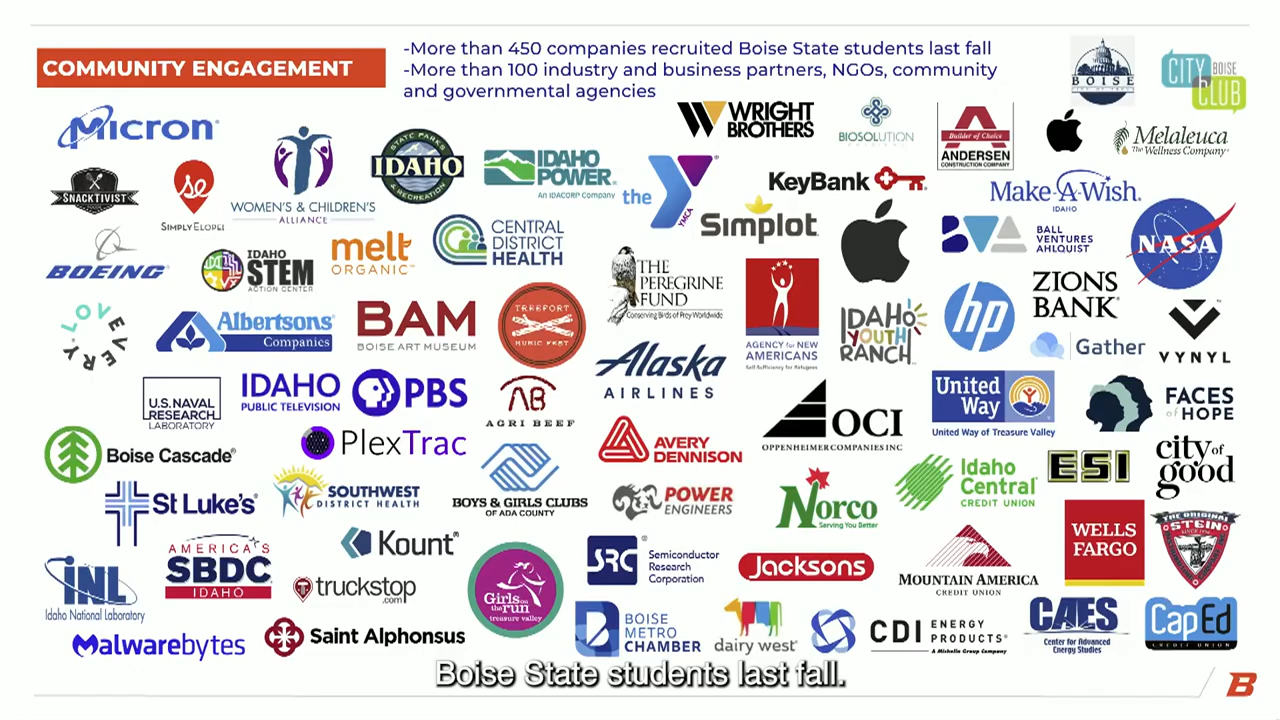 COMMUNITY ENGAGEMENT
-More than 450 companies recruited Boise State students last fall
-More than 100 industry and business partners, NGOs, community
and governmental agencies
BOISE
CITY
BOISE
CLUB
MICRON
WOMEN'S & CHILDREN'S
ALLIANCE
STATE PARKS
IDAHO
& RECREATION
IDAHO
POWER®
An IDACORP Company
the
YMCA
WRIGHT
BROTHERS
BIOSOLUTION
A
Builder of Choice
ANDERSEN
CONSTRUCTION COMPANY
Melaleuca
The Wellness Company
SNACKTIVIST
se
SIMPLY ELOPE
KeyBank
Simplot
Make-A-Wish®
IDAHO
BOEING®
IDAHO
STEM
ACTION CENTER
melt
ORGANIC™
CENTRAL
DISTRICT
HEALTH
BVA
BALL
VENTURES
AHLQUIST
NASA
THE
PEREGRINE
FUND
Conserving Birds of Prey Worldwide
AGENCY for NEW
AMERICANS
Self-Sufficiency for Refugees
IDAHO
YOUTH
RANCH
hp
ZIONS
BANK®
Gather
VYNYL
LOVEVERY
Albertsons®
Companies
BAM
BOISE ART MUSEUM
TREEFORT
MUSIC FEST
Alaska
AIRLINES
U.S. NAVAL
RESEARCH
LABORATORY
IDAHO
PUBLIC TELEVISION
PBS
AB
AGRI BEEF
OCI
OPPENHEIMER COMPANIES INC
United
Way
United Way of Treasure Valley
FACES
of HOPE
Boise Cascade®
PlexTrac
AVERY
DENNISON
Idaho
Central®
CREDIT UNION
ESI
city of
good
St Luke's®
SOUTHWEST
DISTRICT HEALTH
BOYS & GIRLS CLUBS
OF ADA COUNTY
POWER
ENGINEERS
Norco
Serving You Better
WELLS
FARGO
THE ORIGINAL
STEIN
AMERICA'S
SBDC
IDAHO
Kount®
Girls
on the
run
treasure valley
SRC®
Semiconductor
Research
Corporation
Jacksons
MOUNTAIN AMERICA
CREDIT UNION
INL
Idaho National Laboratory
truckstop
.com
Malwarebytes
Saint Alphonsus
BOISE
METRO
CHAMBER
dairy west
CDI
ENERGY
PRODUCTS®
A Michelin Group Company
CAES
Center for Advanced
Energy Studies
CapEd
CREDIT UNION
Boise State students last fall.
B